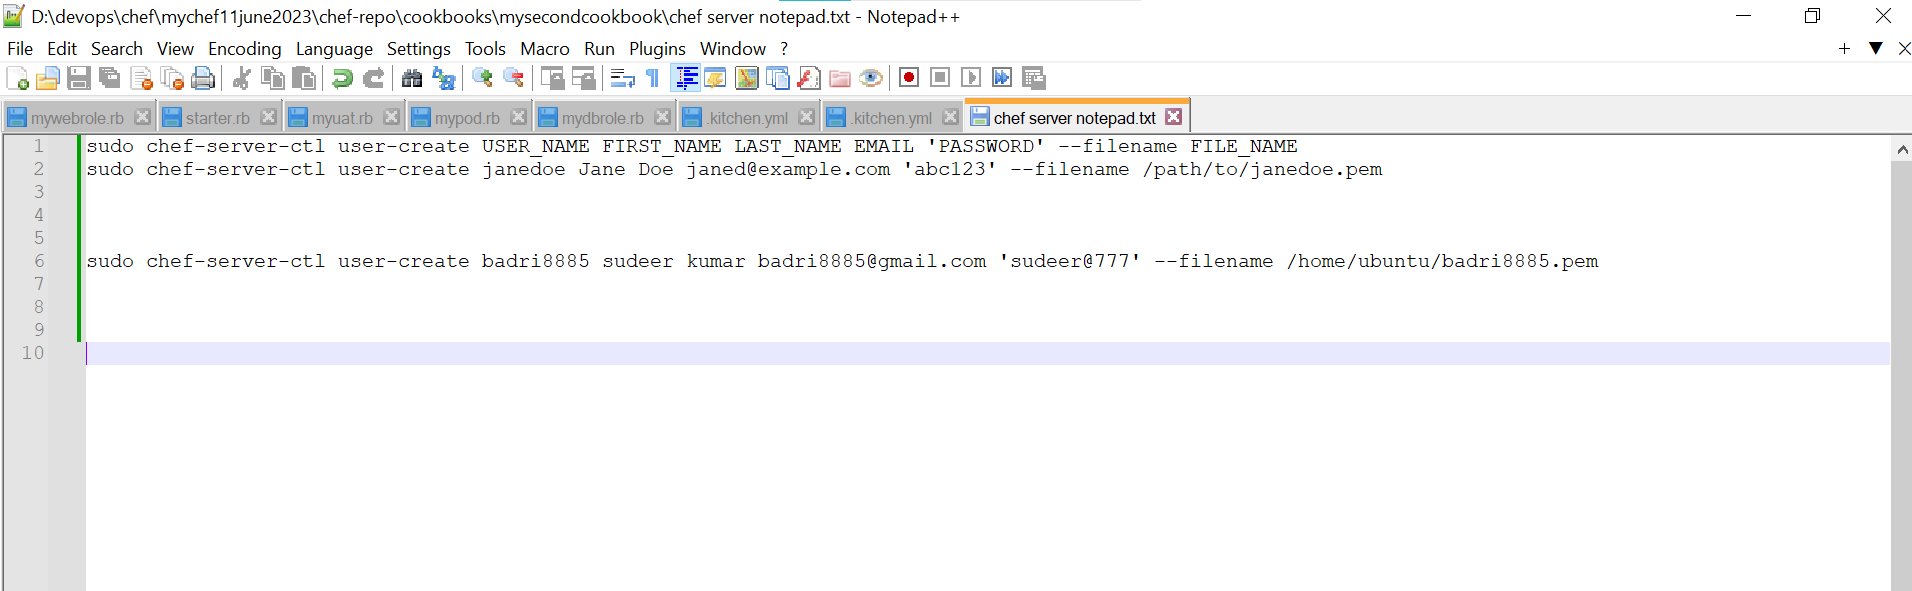 D:\devops\chef\mychef11june2023\chef-repo\cookbooks\mysecondcookbook\chef server notepad.txt - Notepad++
File Edit Search View Encoding Language Settings Tools Macro Run Plugins Window ?
mywebrole.rb starter.rb myuat.rb mypod.rb mydbrole.rb .kitchen.yml .kitchen.yml chef server notepad.txt
1 sudo chef-server-ctl user-create USER_NAME FIRST_NAME LAST_NAME EMAIL 'PASSWORD' --filename FILE_NAME
2 sudo chef-server-ctl user-create janedoe Jane Doe janed@example.com 'abc123' --filename /path/to/janedoe.pem
3
4
5
6 sudo chef-server-ctl user-create badri8885 sudeer kumar badri8885@gmail.com 'sudeer@777' --filename /home/ubuntu/badri8885.pem
7
8
9
10